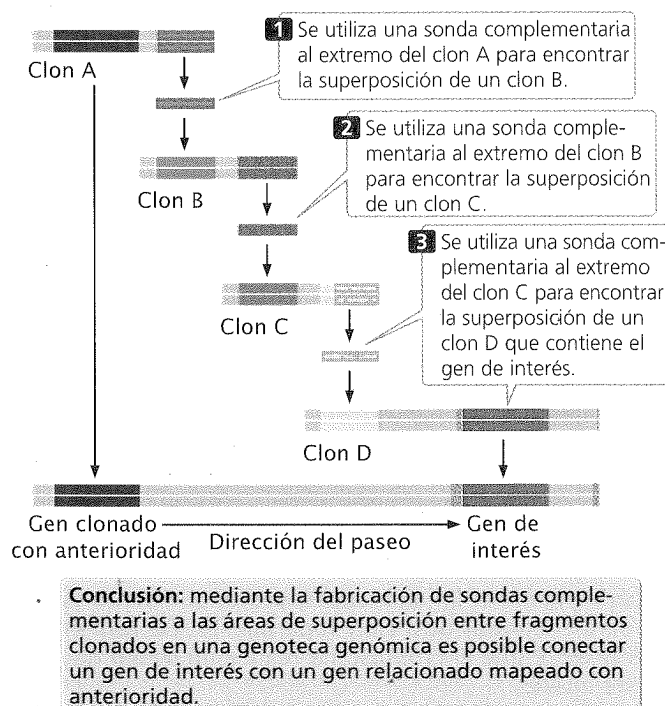 1 Se utiliza una sonda complementaria
al extremo del clon A para encontrar
la superposición de un clon B.
Clon A
2 Se utiliza una sonda comple-
mentaria al extremo del clon B
para encontrar la superposición
de un clon C.
Clon B
3 Se utiliza una sonda com-
plementaria al extremo
del clon C para encontrar
la superposición de un
clon D que contiene el
gen de interés.
Clon C
Clon D
Gen clonado
con anterioridad
Dirección del paseo
Gen de
interés
Conclusión: mediante la fabricación de sondas comple-
mentarias a las áreas de superposición entre fragmentos
clonados en una genoteca genómica es posible conectar
un gen de interés con un gen relacionado mapeado con
anterioridad.